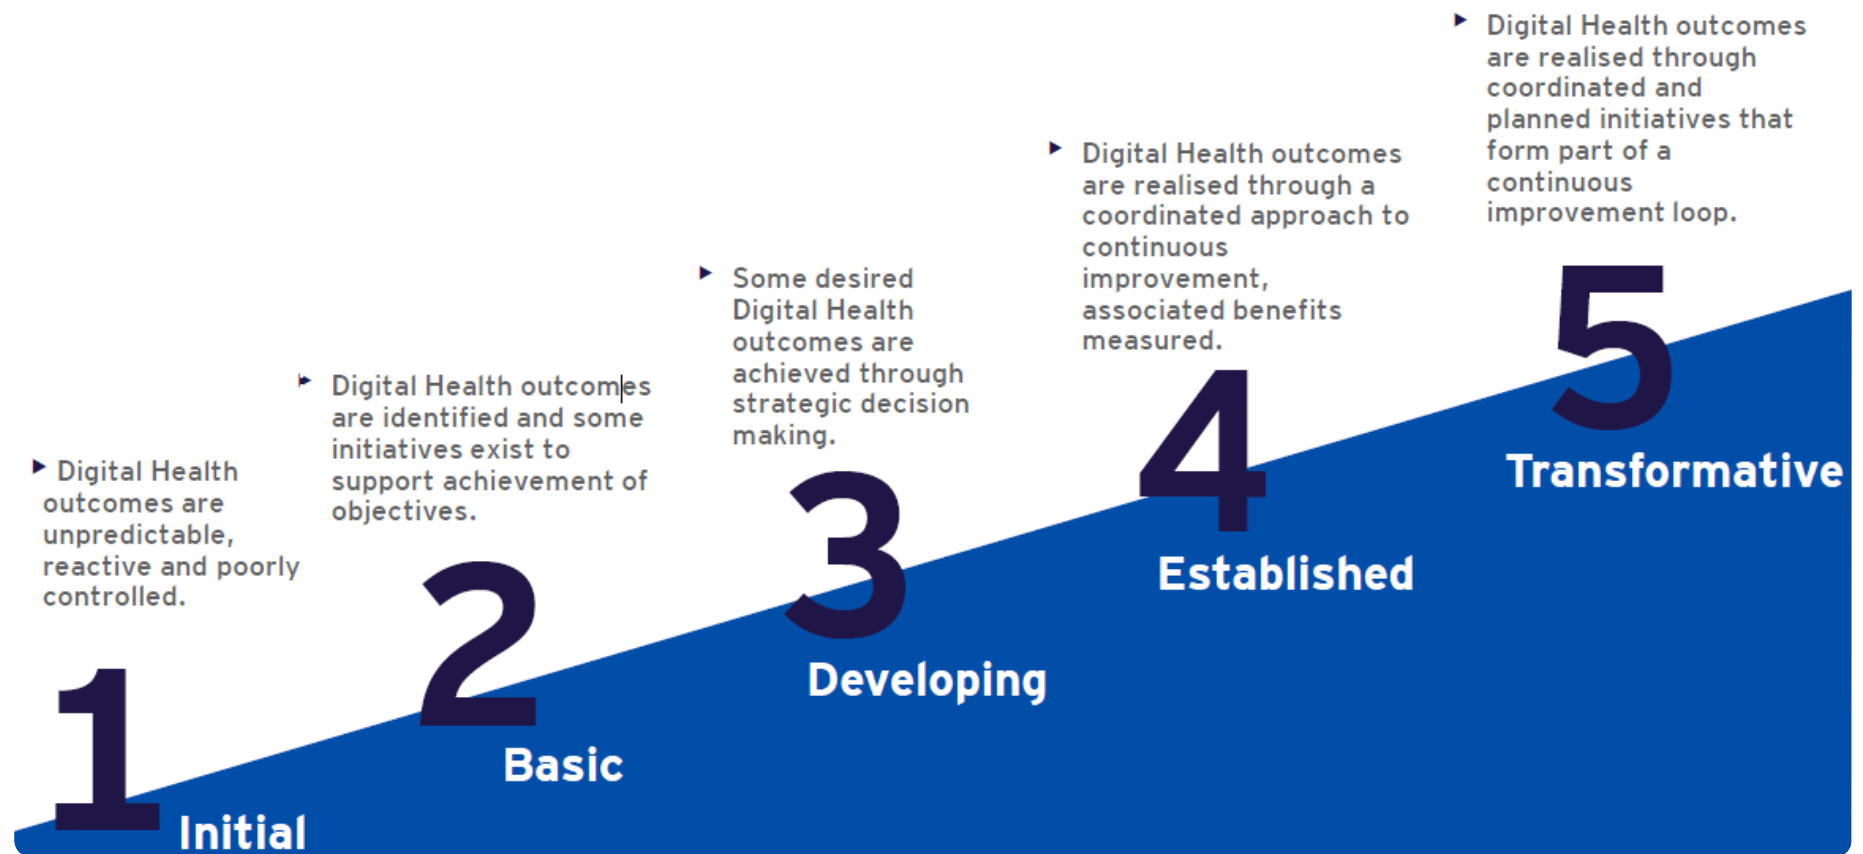 Digital Health
outcomes are
unpredictable,
reactive and poorly
controlled.
1
Initial
Digital Health outcomes
are identified and some
initiatives exist to
support achievement of
objectives.
2
Basic
Some desired
Digital Health
outcomes are
achieved through
strategic decision
making.
3
Developing
Digital Health outcomes
are realised through a
coordinated approach to
continuous
improvement,
associated benefits
measured.
4
Established
Digital Health outcomes
are realised through
coordinated and
planned initiatives that
form part of a
continuous
improvement loop.
5
Transformative